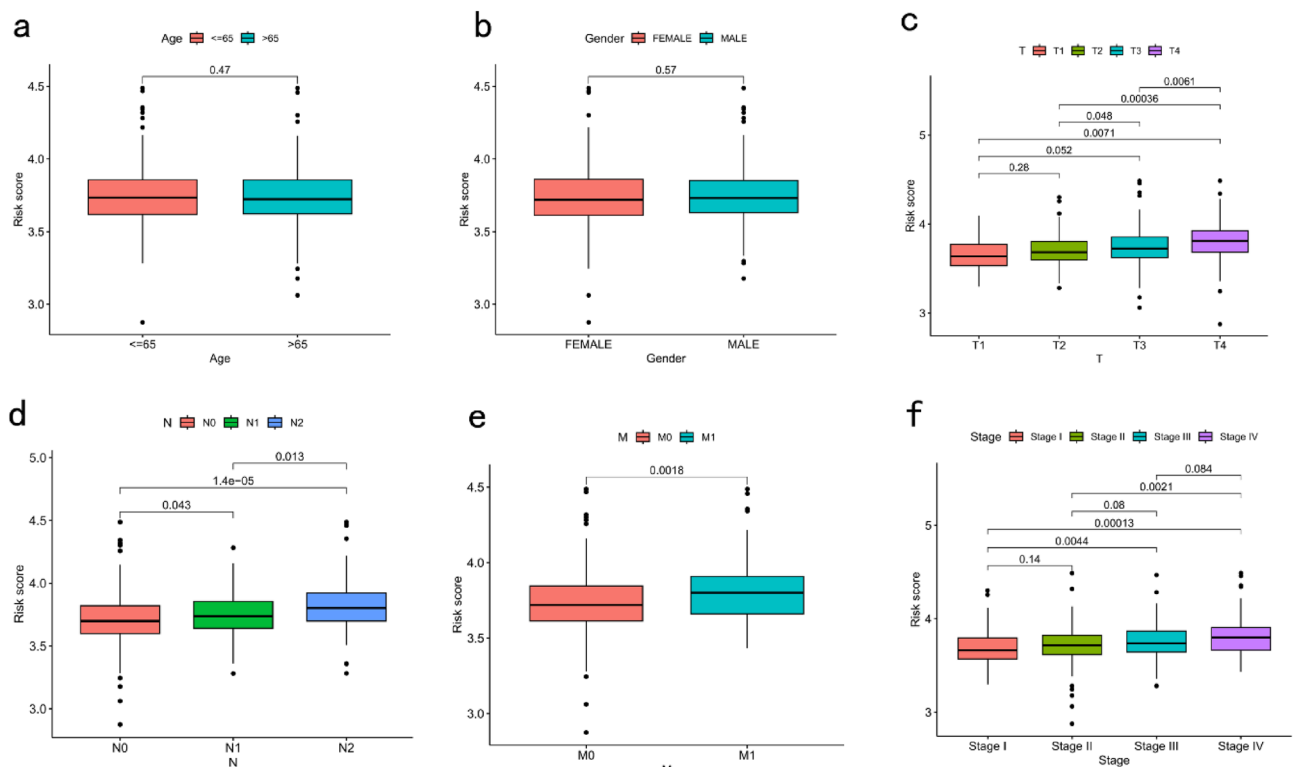 a
Age <=65 >65
Risk score
4.5
4.0
3.5
3.0
0.47
<=65 >65
Age
b
Gender FEMALE MALE
Risk score
4.5
4.0
3.5
3.0
0.57
FEMALE MALE
Gender
c
T T1 T2 T3 T4
Risk score
5
4
3
0.0061
0.00036
0.048
0.0071
0.052
0.28
T1 T2 T3 T4
T
d
N N0 N1 N2
Risk score
5.0
4.5
4.0
3.5
3.0
0.013
1.4e−05
0.043
N0 N1 N2
N
e
M M0 M1
Risk score
4.5
4.0
3.5
3.0
0.0018
M0 M1
f
Stage Stage I Stage II Stage III Stage IV
Risk score
5
4
3
0.084
0.0021
0.08
0.00013
0.0044
0.14
Stage I Stage II Stage III Stage IV
Stage